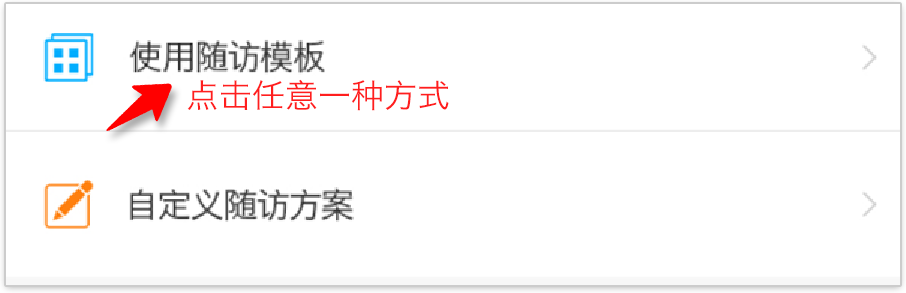 使用随访模板
点击任意一种方式
自定义随访方案